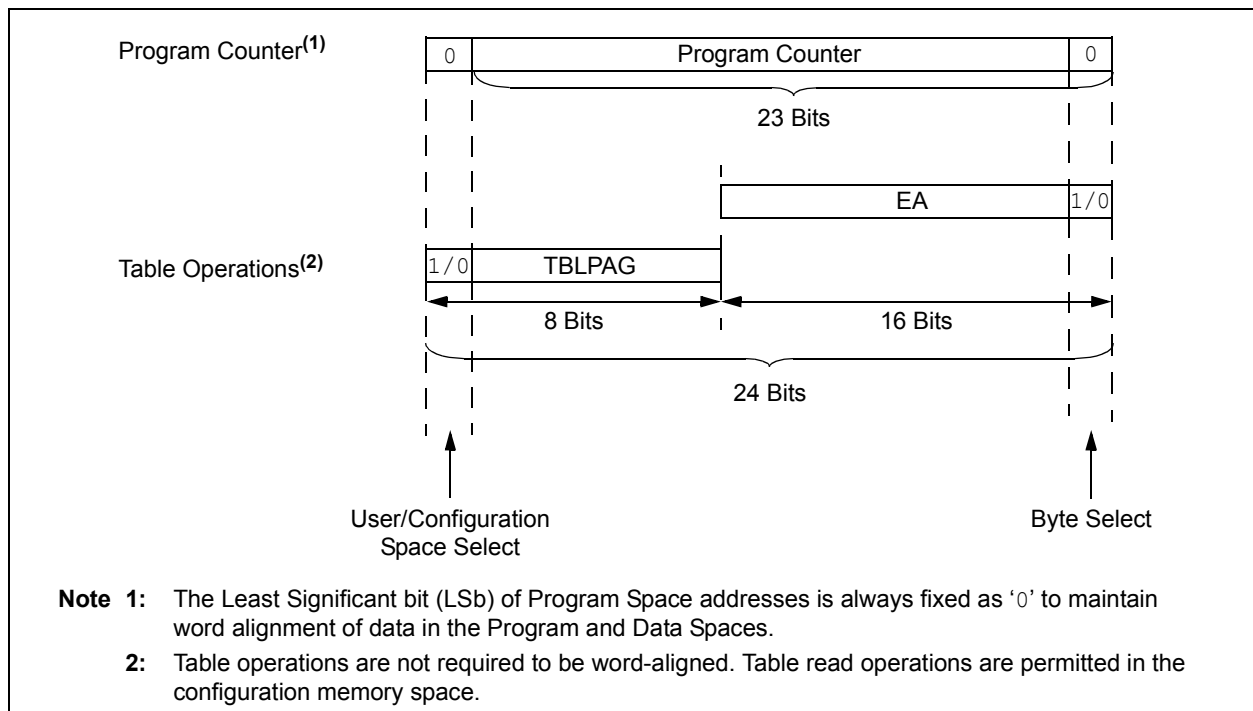 Program Counter(1)
0 Program Counter 0
23 Bits
EA 1/0
Table Operations(2)
1/0 TBLPAG
8 Bits 16 Bits
24 Bits
User/Configuration
Space Select
Byte Select
Note 1: The Least Significant bit (LSb) of Program Space addresses is always fixed as ‘0’ to maintain
word alignment of data in the Program and Data Spaces.
2: Table operations are not required to be word-aligned. Table read operations are permitted in the
configuration memory space.